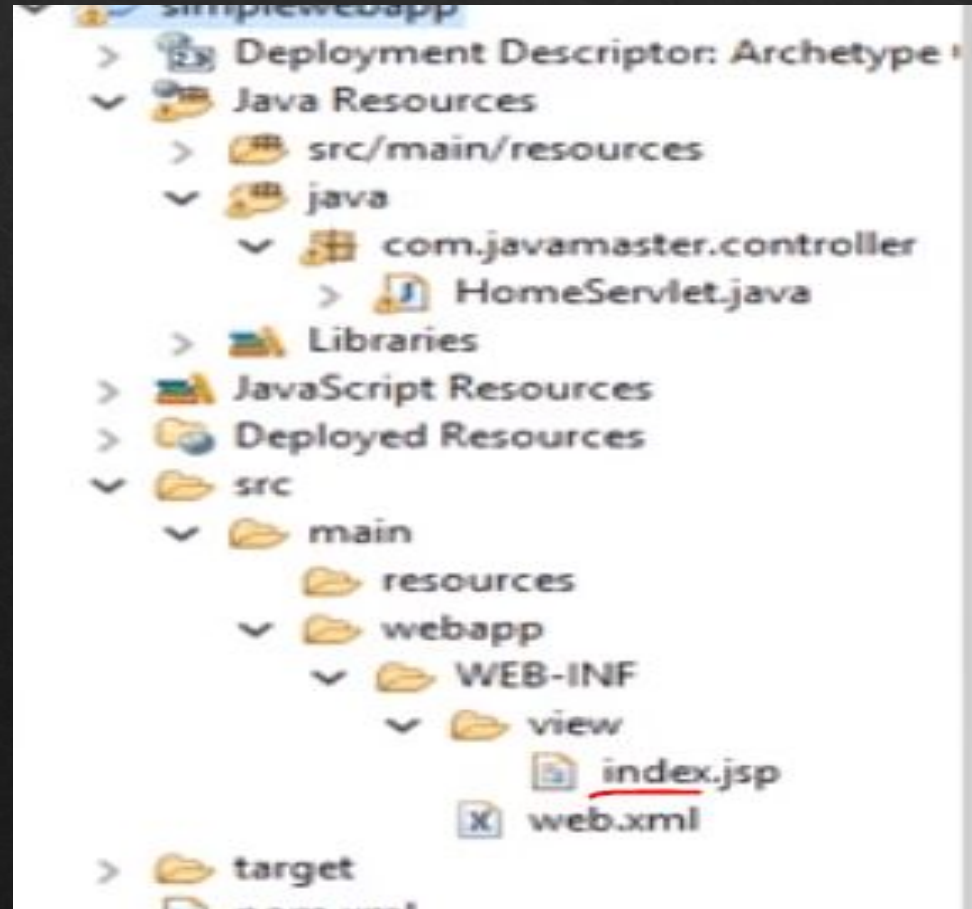 simplewebapp
Deployment Descriptor: Archetype
Java Resources
src/main/resources
java
com.javamaster.controller
HomeServlet.java
Libraries
JavaScript Resources
Deployed Resources
src
main
resources
webapp
WEB-INF
view
index.jsp
web.xml
target